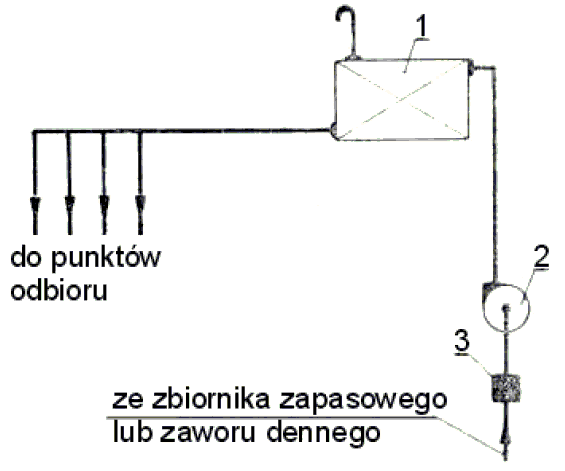 1
do punktów
odbioru
2
3
ze zbiornika zapasowego
lub zaworu dennego